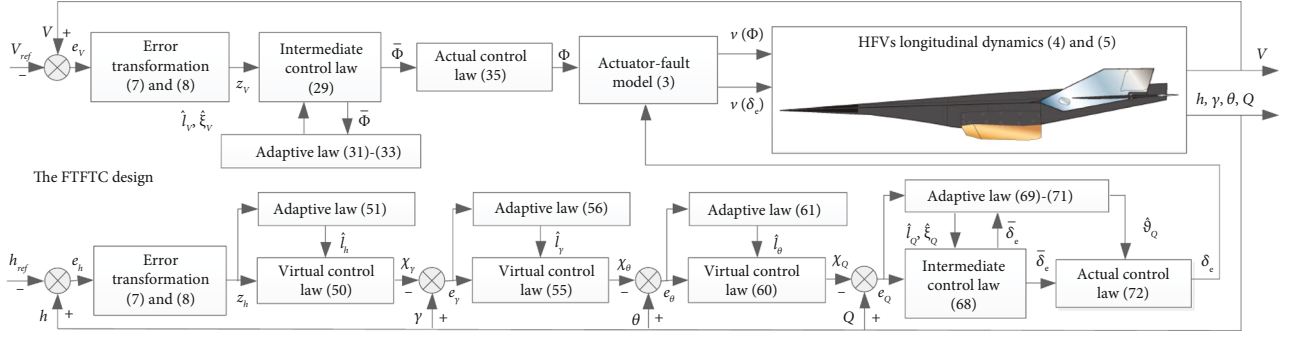 V
+
V_ref
−
e_V
Error
transformation
(7) and (8)
z_V
Intermediate
control law
(29)
Φ̄
Actual control
law (35)
Φ
Actuator-fault
model (3)
v (Φ)
v (δ_e)
HFVs longitudinal dynamics (4) and (5)
V
h, γ, θ, Q
l̂_V, ξ̂_V
Φ̄
Adaptive law (31)-(33)
The FTFTC design
Adaptive law (51)
l̂_h
Adaptive law (56)
l̂_γ
Adaptive law (61)
l̂_θ
Adaptive law (69)-(71)
l̂_Q, ξ̂_Q
δ̄_e
ϑ̂_Q
h_ref
−
e_h
h
+
Error
transformation
(7) and (8)
z_h
Virtual control
law (50)
χ_γ
−
e_γ
γ
+
Virtual control
law (55)
χ_θ
−
e_θ
θ
+
Virtual control
law (60)
χ_Q
−
e_Q
Q
+
Intermediate
control law
(68)
δ̄_e
Actual control
law (72)
δ_e